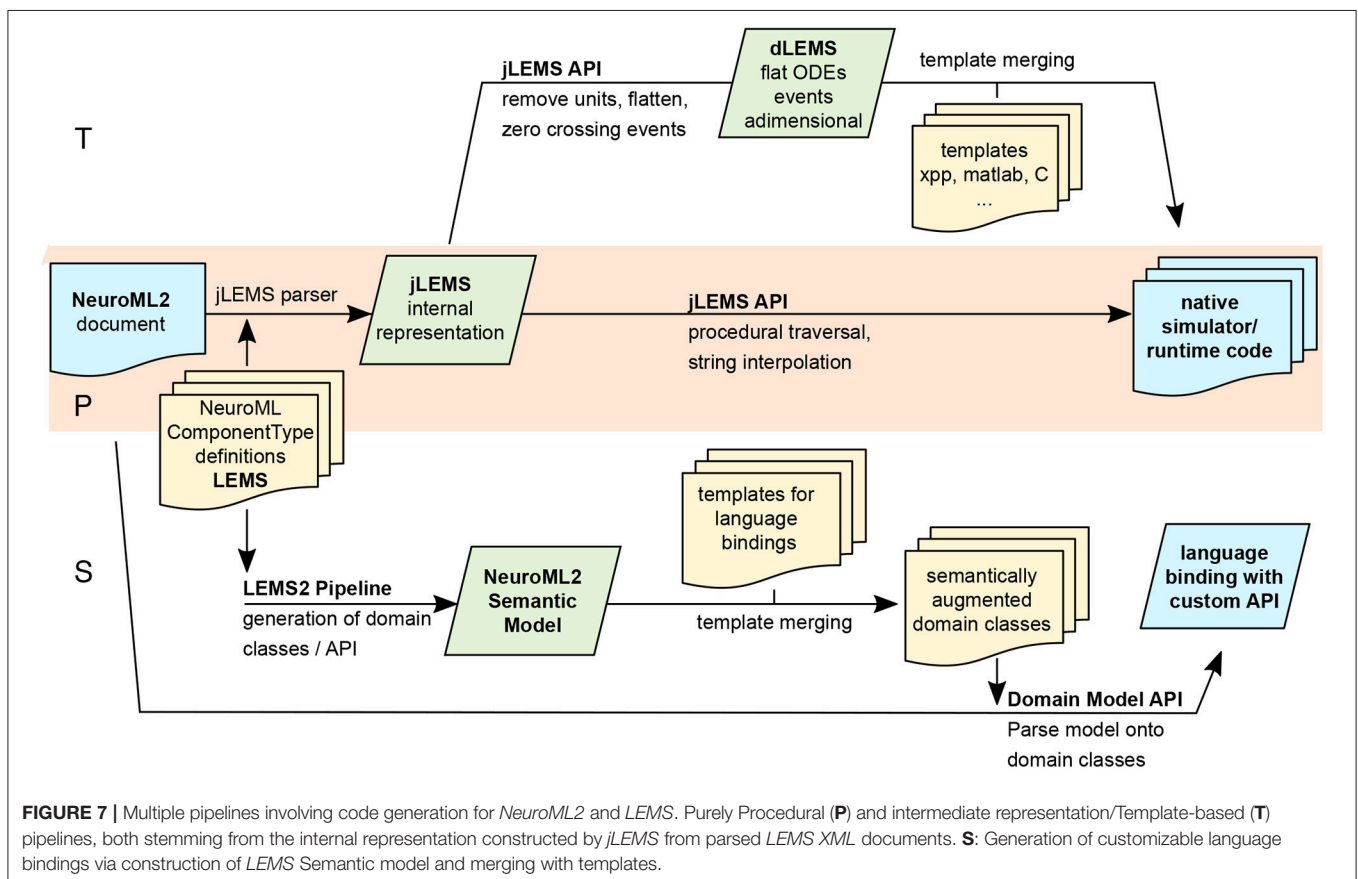 T
jLEMS API
remove units, flatten,
zero crossing events
dLEMS
flat ODEs
events
adimensional
template merging
templates
xpp, matlab, C
...
P
NeuroML2
document
jLEMS parser
jLEMS
internal
representation
jLEMS API
procedural traversal,
string interpolation
native
simulator/
runtime code
NeuroML
ComponentType
definitions
LEMS
S
LEMS2 Pipeline
generation of domain
classes / API
NeuroML2
Semantic
Model
templates for
language
bindings
template merging
semantically
augmented
domain classes
language
binding with
custom API
Domain Model API
Parse model onto
domain classes
FIGURE 7 | Multiple pipelines involving code generation for NeuroML2 and LEMS. Purely Procedural (P) and intermediate representation/Template-based (T)
pipelines, both stemming from the internal representation constructed by jLEMS from parsed LEMS XML documents. S: Generation of customizable language
bindings via construction of LEMS Semantic model and merging with templates.